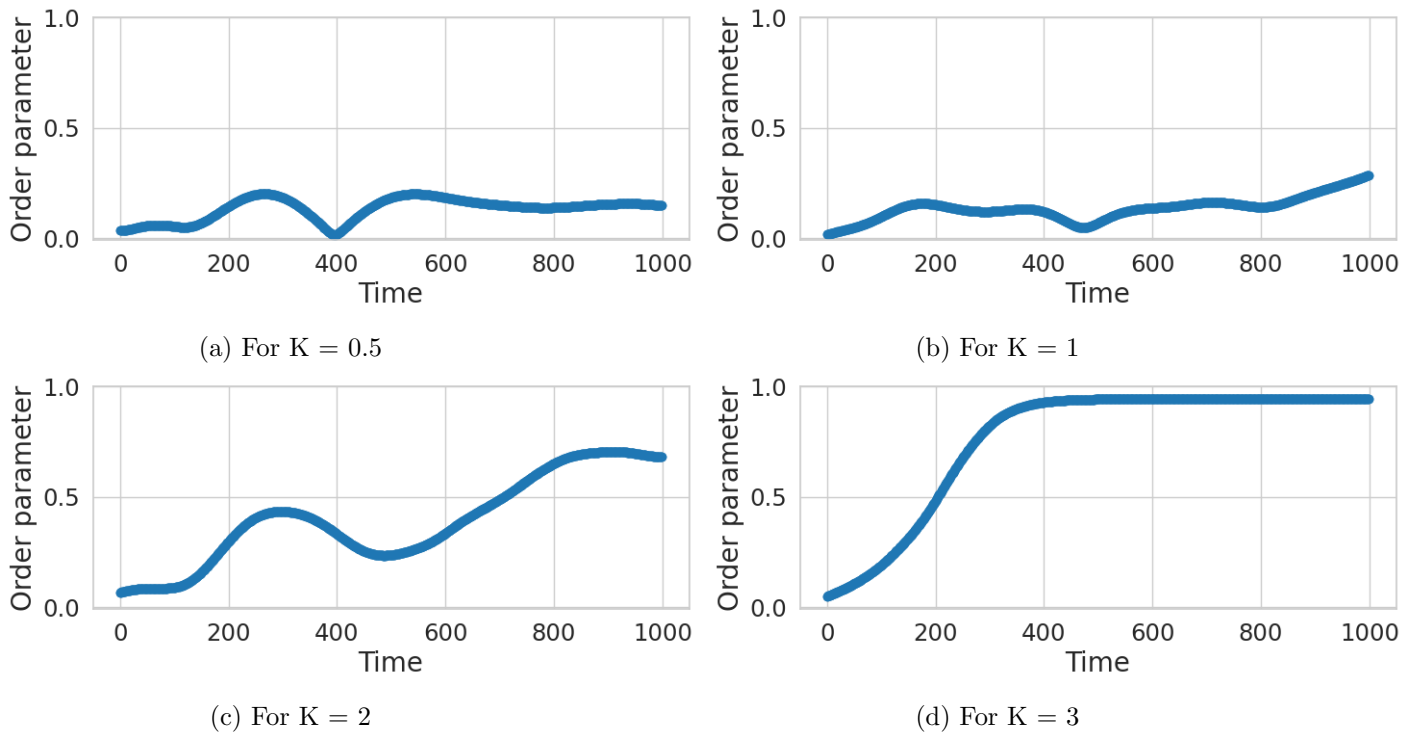 Order parameter
1.0
0.5
0.0
0 200 400 600 800 1000
Time
(a) For K = 0.5
Order parameter
1.0
0.5
0.0
0 200 400 600 800 1000
Time
(b) For K = 1
Order parameter
1.0
0.5
0.0
0 200 400 600 800 1000
Time
(c) For K = 2
Order parameter
1.0
0.5
0.0
0 200 400 600 800 1000
Time
(d) For K = 3